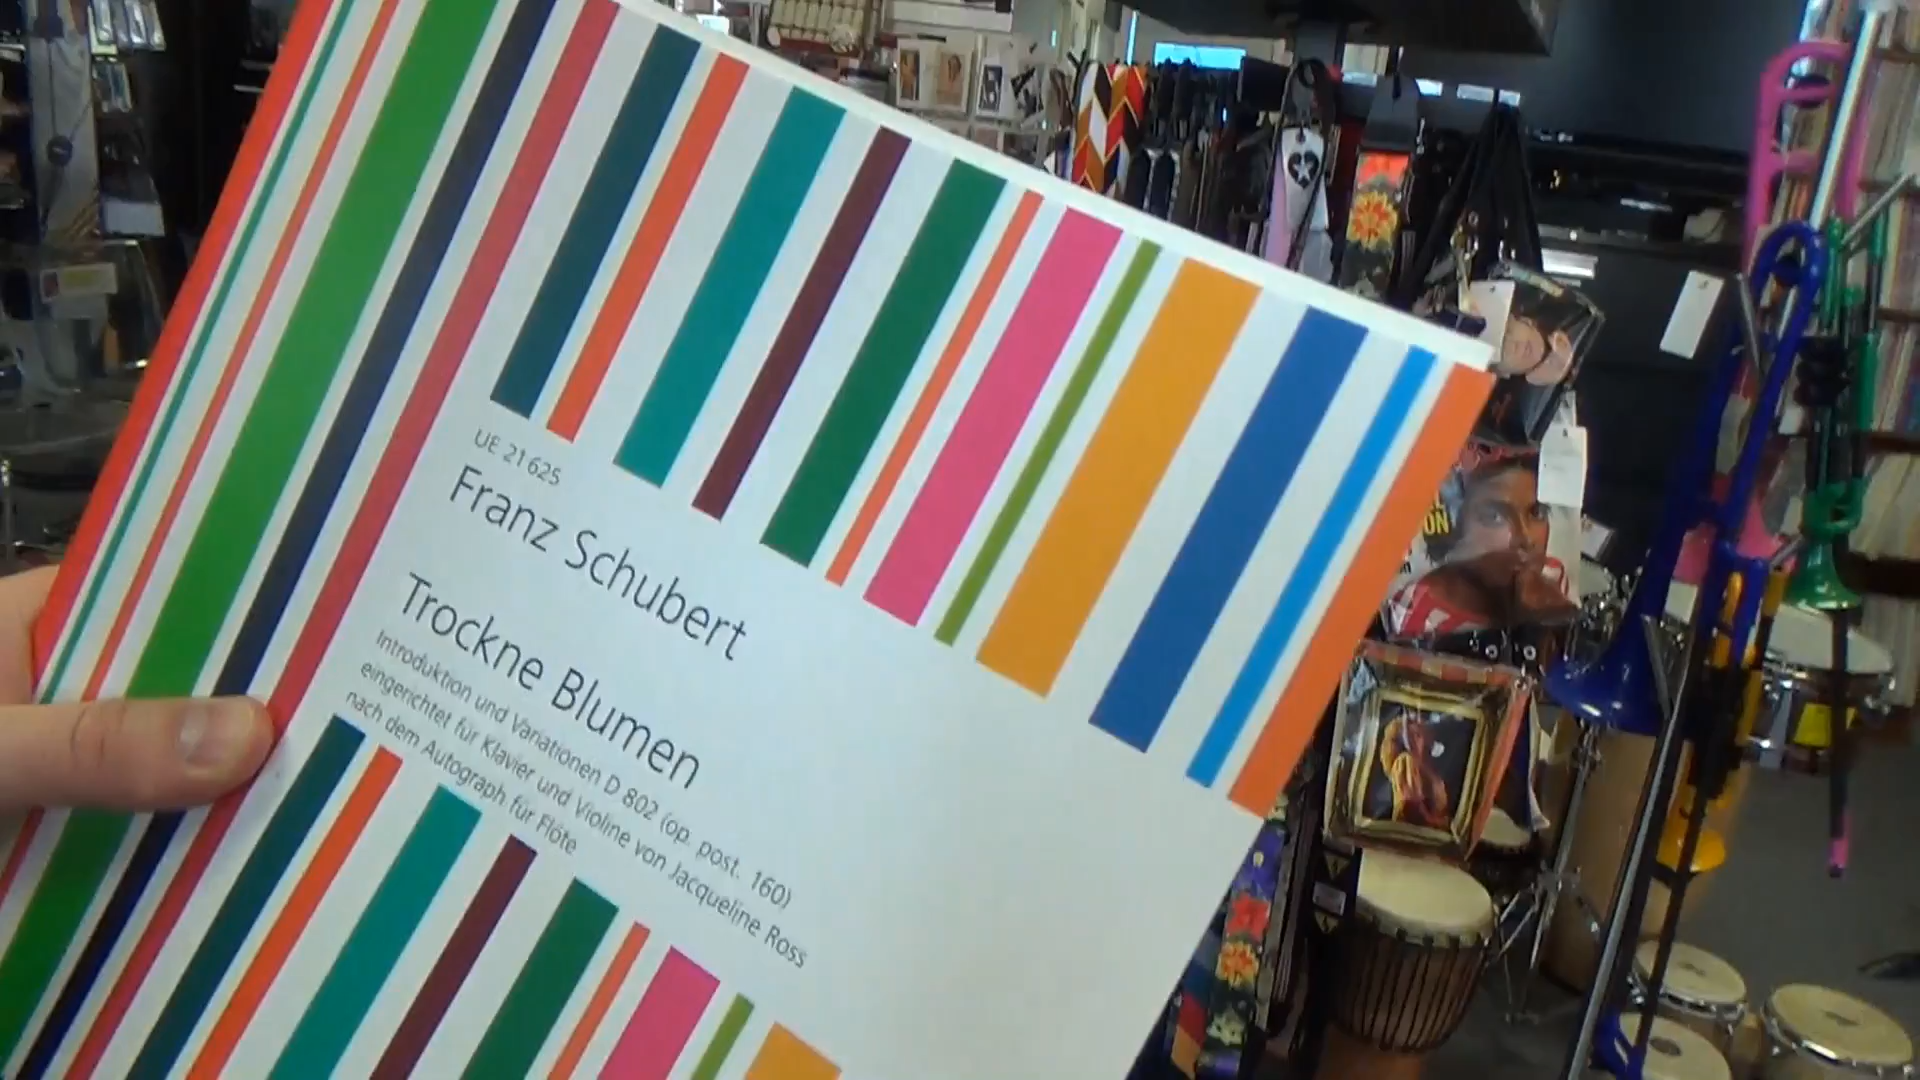 UE 21 625
Franz Schubert
Trockne Blumen
Introduktion und Variationen D 802 (op. post. 160)
eingerichtet für Klavier und Violine von Jacqueline Ross
nach dem Autograph für Flöte